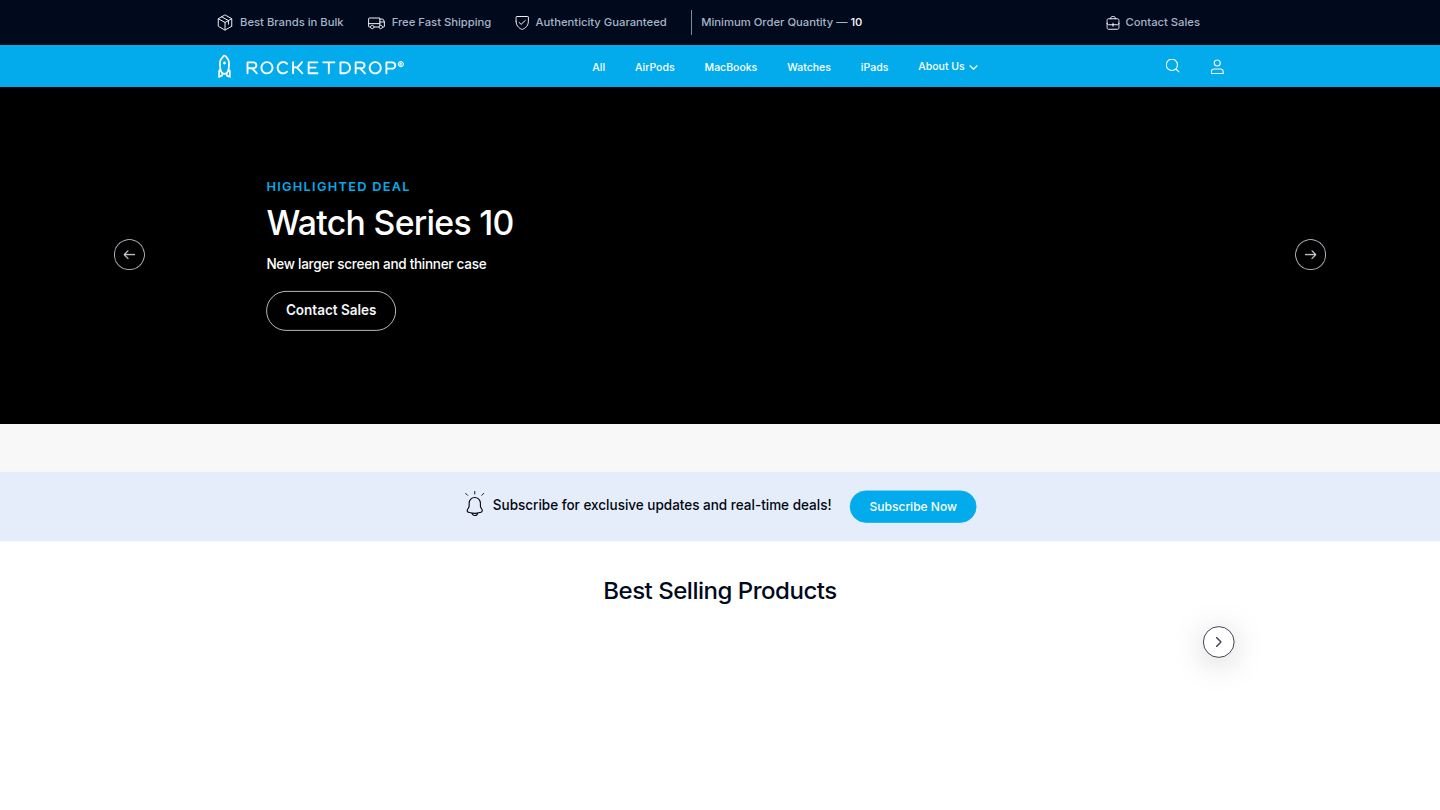 Best Brands in Bulk
Free Fast Shipping
Authenticity Guaranteed
Minimum Order Quantity — 10
Contact Sales
ROCKETDROP®
All
AirPods
MacBooks
Watches
iPads
About Us
HIGHLIGHTED DEAL
Watch Series 10
New larger screen and thinner case
Contact Sales
Subscribe for exclusive updates and real-time deals!
Subscribe Now
Best Selling Products